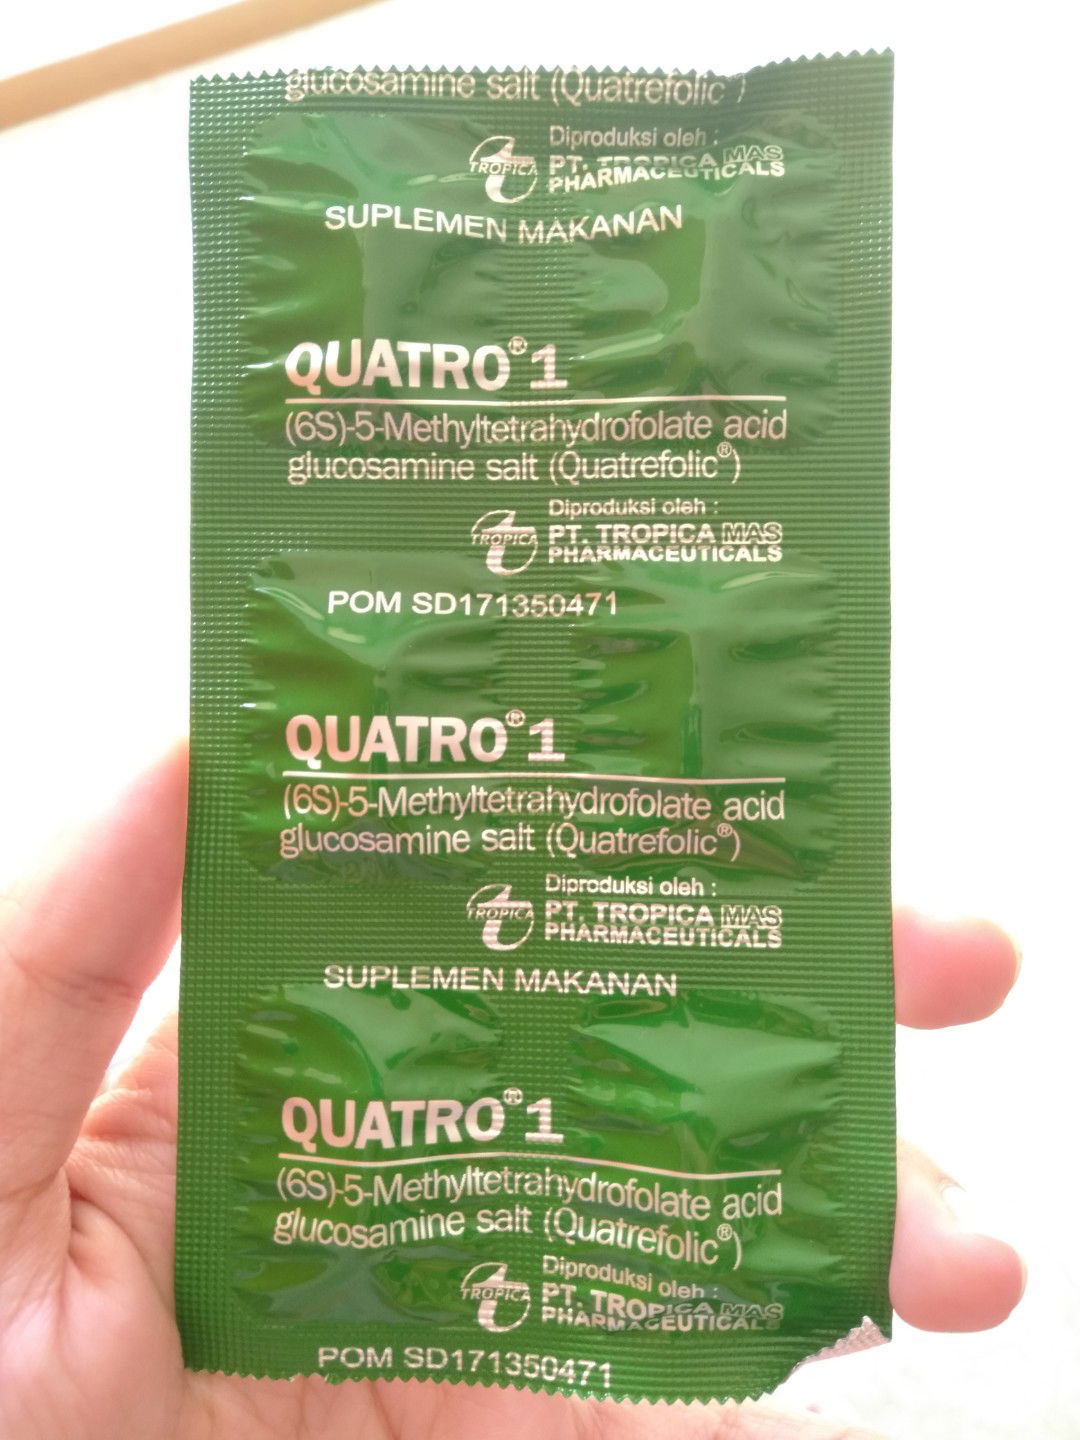 glucosamine salt (Quatrefolic®)
Diproduksi oleh :
TROPICA
PT. TROPICA MAS
PHARMACEUTICALS
SUPLEMEN MAKANAN
QUATRO®1
(6S)-5-Methyltetrahydrofolate acid
glucosamine salt (Quatrefolic®)
Diproduksi oleh :
TROPICA
PT. TROPICA MAS
PHARMACEUTICALS
POM SD171350471
QUATRO®1
(6S)-5-Methyltetrahydrofolate acid
glucosamine salt (Quatrefolic®)
Diproduksi oleh :
TROPICA
PT. TROPICA MAS
PHARMACEUTICALS
SUPLEMEN MAKANAN
QUATRO®1
(6S)-5-Methyltetrahydrofolate acid
glucosamine salt (Quatrefolic®)
Diproduksi oleh :
TROPICA
PT. TROPICA MAS
PHARMACEUTICALS
POM SD171350471